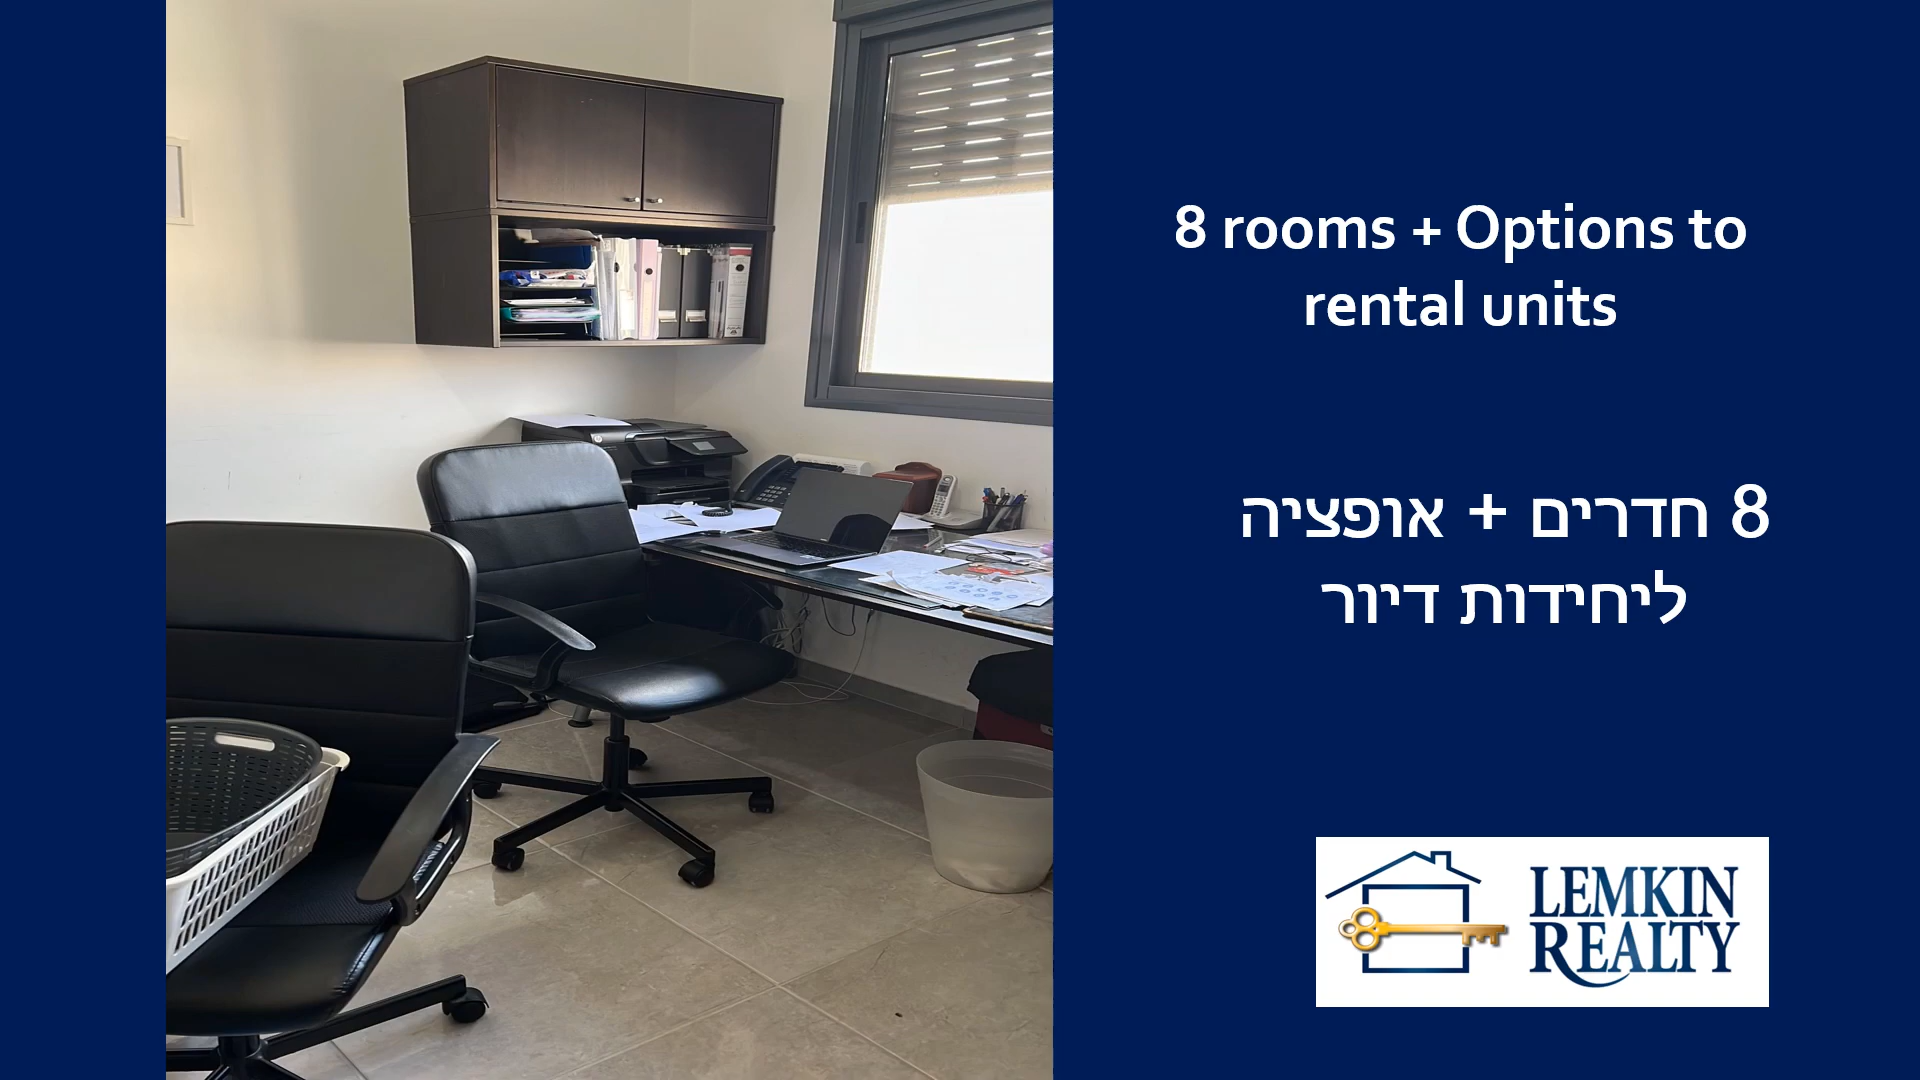 8 rooms + Options to
rental units
8 חדרים + אופציה
ליחידות דיור
LEMKIN
REALTY